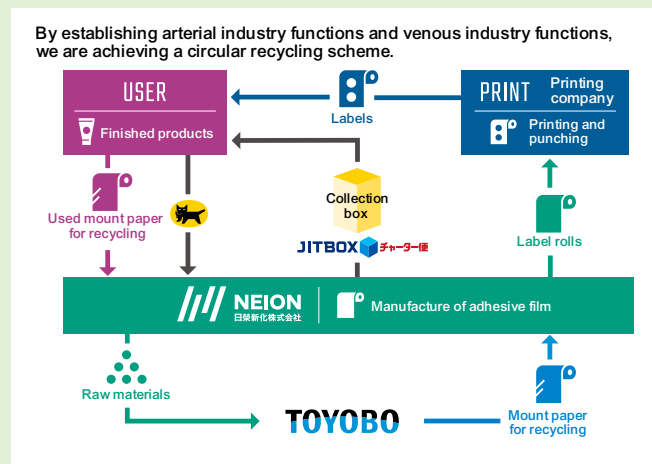 By establishing arterial industry functions and venous industry functions,
we are achieving a circular recycling scheme.
USER
Finished products
Labels
PRINT
Printing
company
Printing and
punching
Used mount paper
for recycling
Collection
box
JITBOX チャーター便
Label rolls
NEION
日榮新化株式会社
Manufacture of adhesive film
Raw materials
TOYOBO
Mount paper
for recycling